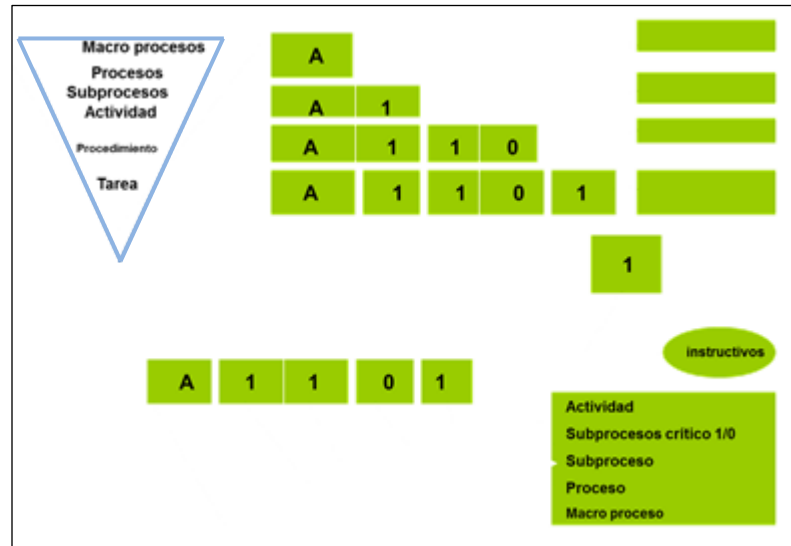 Macro procesos
Procesos
Subprocesos
Actividad
Procedimiento
Tarea
A
A 1
A 1 1 0
A 1 1 0 1
1
A 1 1 0 1
instructivos
Actividad
Subprocesos crítico 1/0
Subproceso
Proceso
Macro proceso